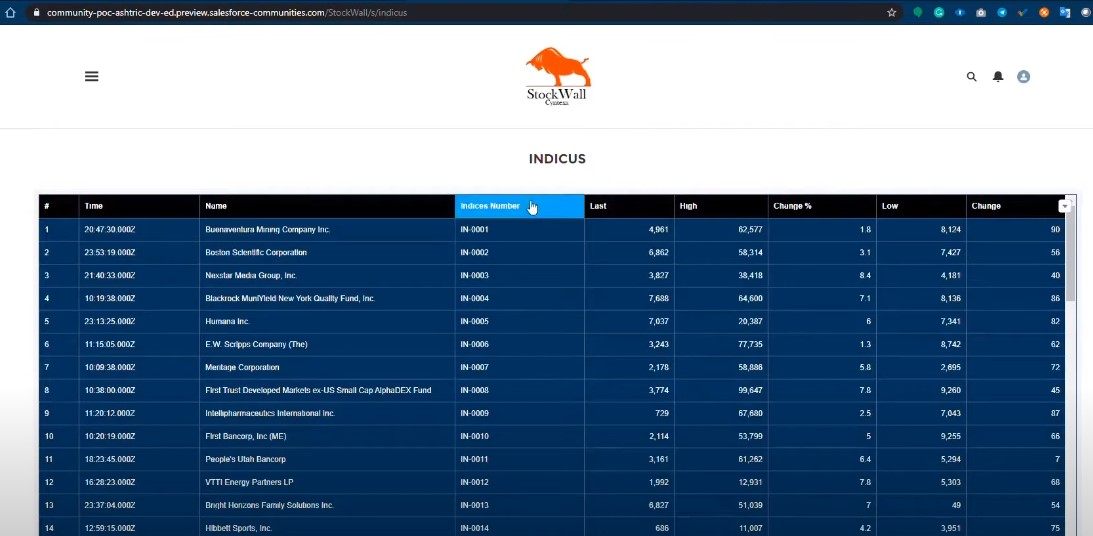 community-poc-ashtric-dev-ed.preview.salesforce-communities.com/StockWall/s/indicus
StockWall
INDICUS
# Time Name Indices Number Last High Change % Low Change
1 20:47:30.000Z Buenaventura Mining Company Inc. IN-0001 4,961 62,577 1.8 8,124 90
2 23:53:19.000Z Boston Scientific Corporation IN-0002 6,862 58,314 3.1 7,427 56
3 21:40:33.000Z Nexstar Media Group, Inc. IN-0003 3,827 38,418 8.4 4,181 40
4 10:19:38.000Z Blackrock MuniYield New York Quality Fund, Inc. IN-0004 7,688 64,600 7.1 8,136 86
5 23:13:25.000Z Humana Inc. IN-0005 7,037 20,387 6 7,341 82
6 11:15:05.000Z E.W. Scripps Company (The) IN-0006 3,243 77,735 1.3 8,742 62
7 10:09:38.000Z Meritage Corporation IN-0007 2,178 58,886 5.8 2,695 72
8 10:38:00.000Z First Trust Developed Markets ex-US Small Cap AlphaDEX Fund IN-0008 3,774 99,647 7.8 9,260 45
9 11:20:12.000Z Intellipharmaceutics International Inc. IN-0009 729 67,680 2.5 7,043 87
10 10:20:19.000Z First Bancorp, Inc (ME) IN-0010 2,114 53,799 5 9,255 66
11 18:23:45.000Z People's Utah Bancorp IN-0011 3,161 61,262 6.4 5,294 7
12 16:28:23.000Z VTTI Energy Partners LP IN-0012 1,992 12,931 7.8 5,303 68
13 23:37:04.000Z Bright Horizons Family Solutions Inc. IN-0013 6,827 51,039 7 49 54
14 12:59:15.000Z Hibbett Sports, Inc. IN-0014 686 11,007 4.2 3,951 75